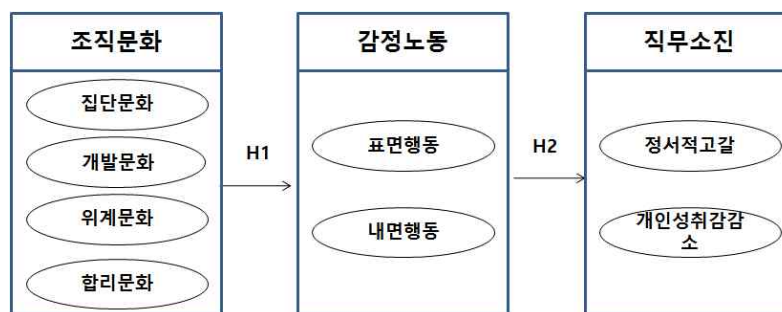 조직문화
집단문화
개발문화
위계문화
합리문화
H1
감정노동
표면행동
내면행동
H2
직무소진
정서적고갈
개인성취감감
소